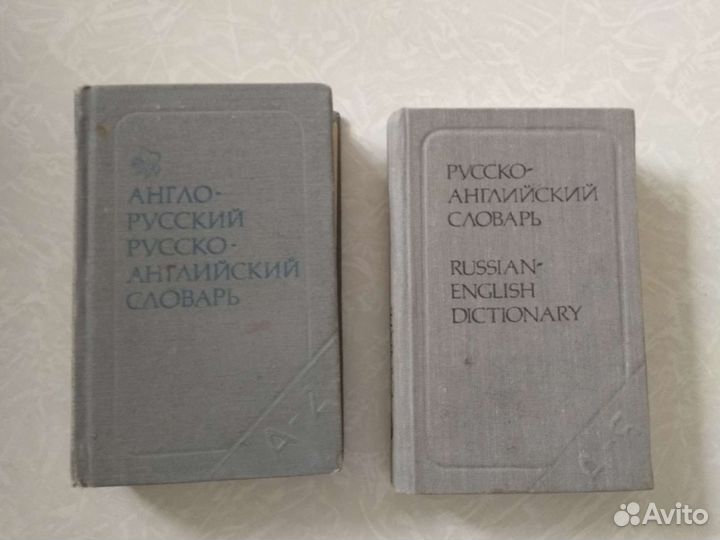 АНГЛО-
РУССКИЙ
РУССКО-
АНГЛИЙСКИЙ
СЛОВАРЬ
A-Z
РУССКО-
АНГЛИЙСКИЙ
СЛОВАРЬ
RUSSIAN-
ENGLISH
DICTIONARY
Avito